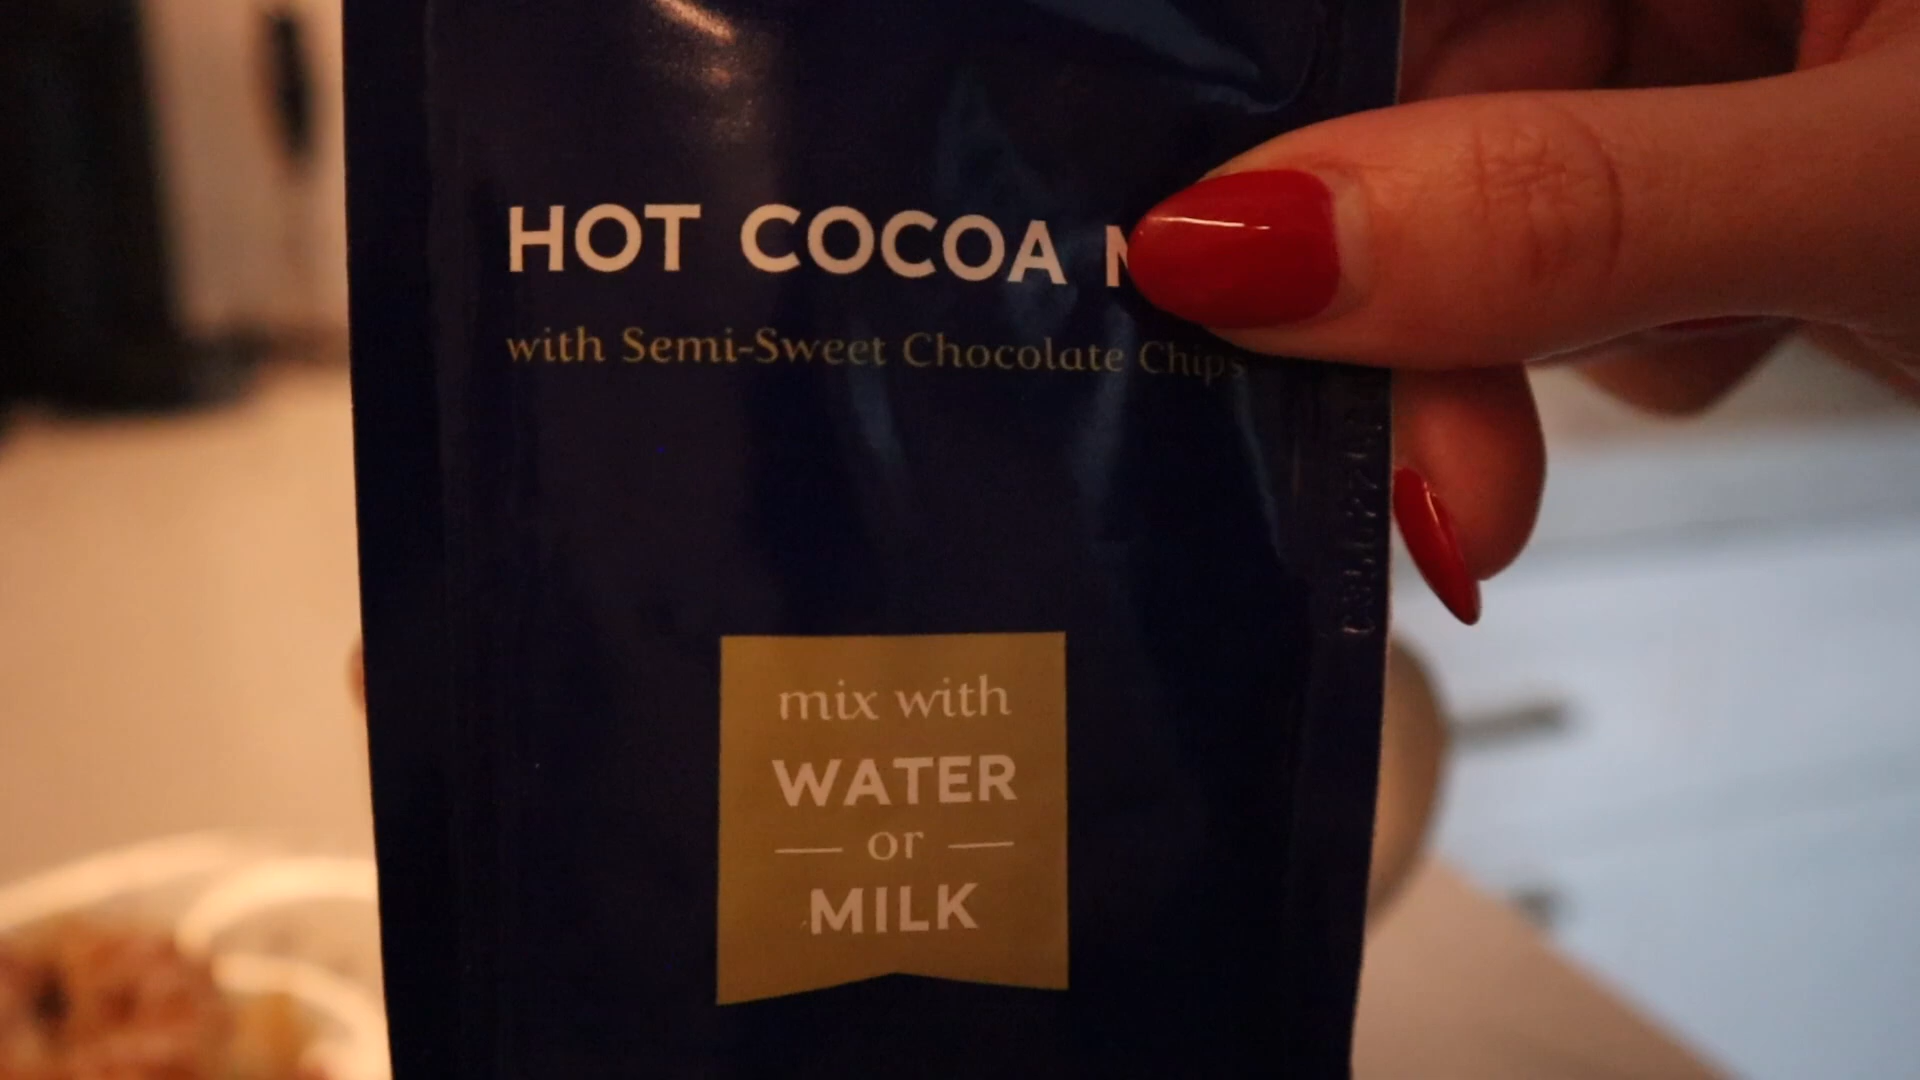 HOT COCOA M
with Semi-Sweet Chocolate Chips
mix with
WATER
or
MILK